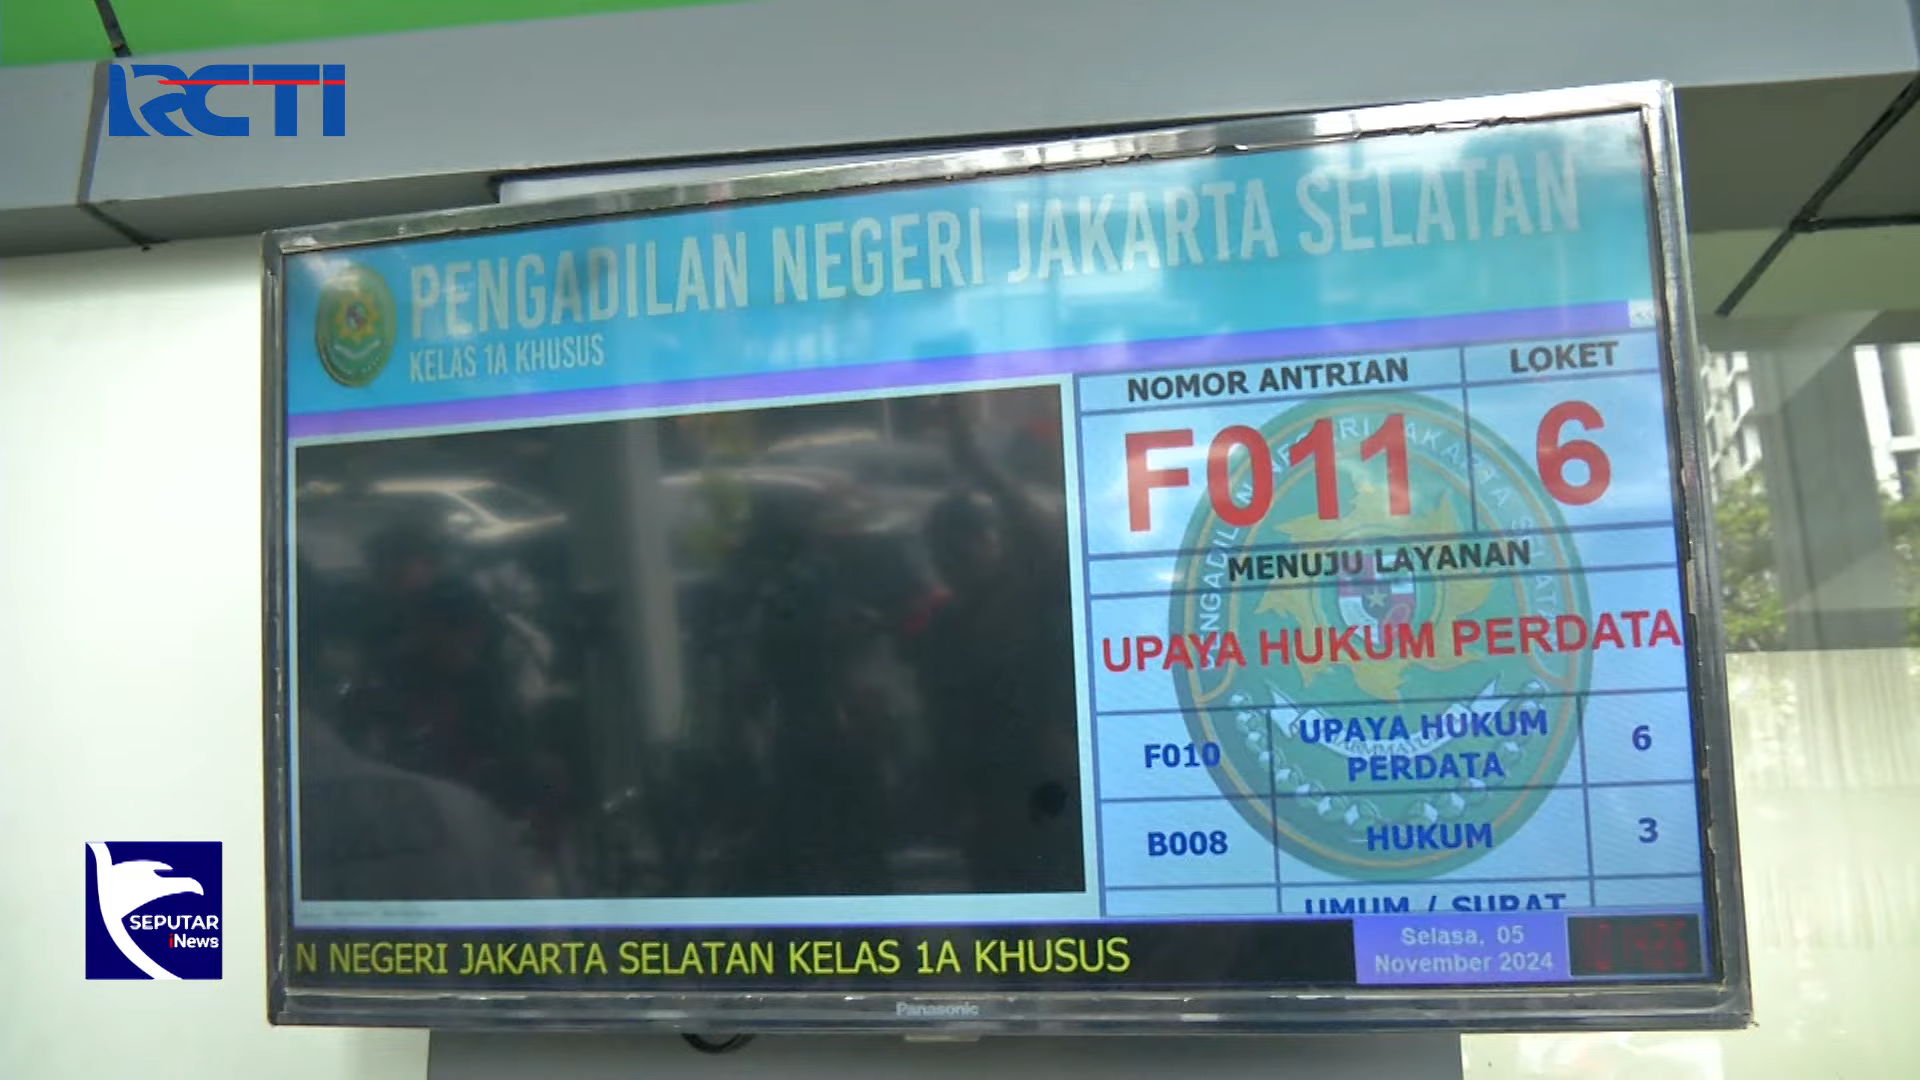 RCTI
PENGADILAN NEGERI JAKARTA SELATAN
KELAS 1A KHUSUS
NOMOR ANTRIAN
LOKET
F011
6
MENUJU LAYANAN
UPAYA HUKUM PERDATA
F010
UPAYA HUKUM
PERDATA
6
B008
HUKUM
3
UMUM / SURAT
N NEGERI JAKARTA SELATAN KELAS 1A KHUSUS
Selasa, 05
November 2024
Panasonic
SEPUTAR
iNews